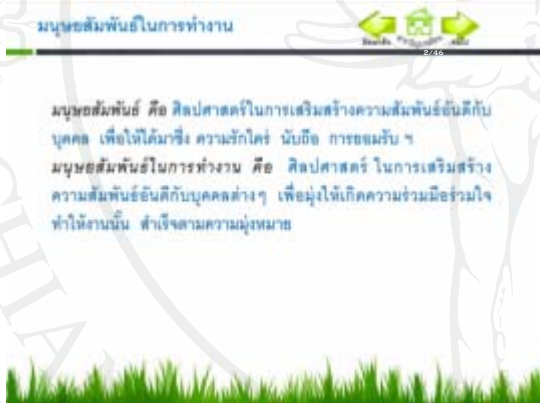 มนุษยสัมพันธ์ในการทำงาน
2/46
มนุษยสัมพันธ์ คือ ศิลปศาสตร์ในการเสริมสร้างความสัมพันธ์อันดีกับ
บุคคล เพื่อให้ได้มาซึ่ง ความรักใคร่ นับถือ การยอมรับ ฯ
มนุษยสัมพันธ์ในการทำงาน คือ ศิลปศาสตร์ ในการเสริมสร้าง
ความสัมพันธ์อันดีกับบุคคลต่างๆ เพื่อมุ่งให้เกิดความร่วมมือร่วมใจ
ทำให้งานนั้น สำเร็จตามความมุ่งหมาย